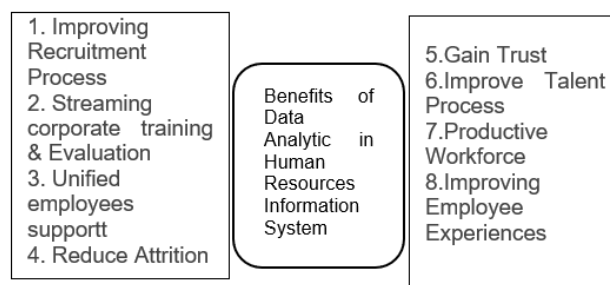 1. Improving
Recruitment
Process
2. Streaming
corporate training
& Evaluation
3. Unified
employees
supportt
4. Reduce Attrition
Benefits of
Data
Analytic in
Human
Resources
Information
System
5.Gain Trust
6.Improve Talent
Process
7.Productive
Workforce
8.Improving
Employee
Experiences